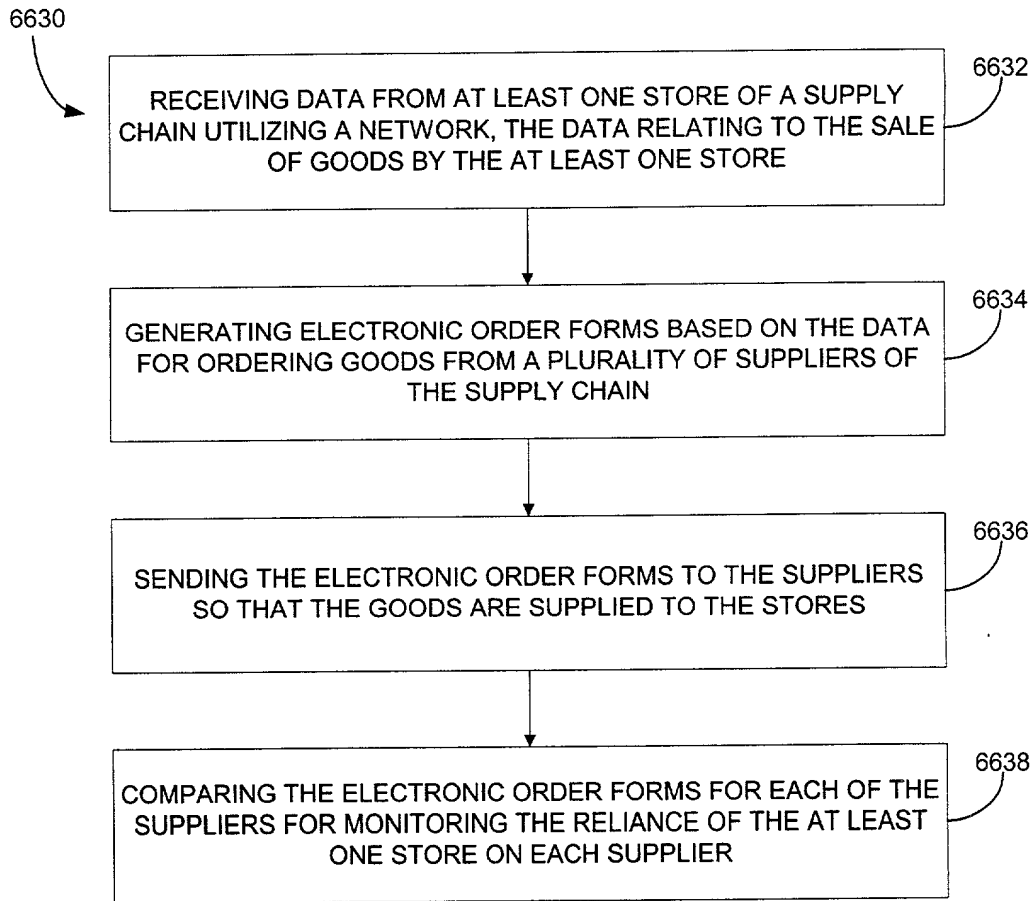 6630
6632
RECEIVING DATA FROM AT LEAST ONE STORE OF A SUPPLY
CHAIN UTILIZING A NETWORK, THE DATA RELATING TO THE SALE
OF GOODS BY THE AT LEAST ONE STORE
6634
GENERATING ELECTRONIC ORDER FORMS BASED ON THE DATA
FOR ORDERING GOODS FROM A PLURALITY OF SUPPLIERS OF
THE SUPPLY CHAIN
6636
SENDING THE ELECTRONIC ORDER FORMS TO THE SUPPLIERS
SO THAT THE GOODS ARE SUPPLIED TO THE STORES
6638
COMPARING THE ELECTRONIC ORDER FORMS FOR EACH OF THE
SUPPLIERS FOR MONITORING THE RELIANCE OF THE AT LEAST
ONE STORE ON EACH SUPPLIER